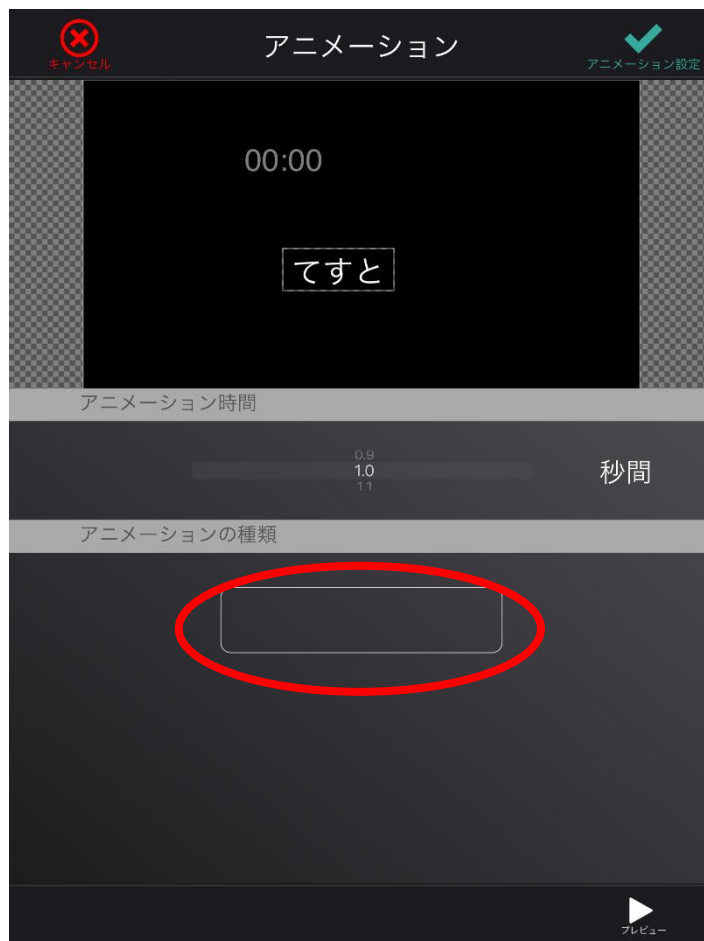 キャンセル
アニメーション
アニメーション設定
00:00
てすと
アニメーション時間
0.9
1.0
1.1
秒間
アニメーションの種類
プレビュー